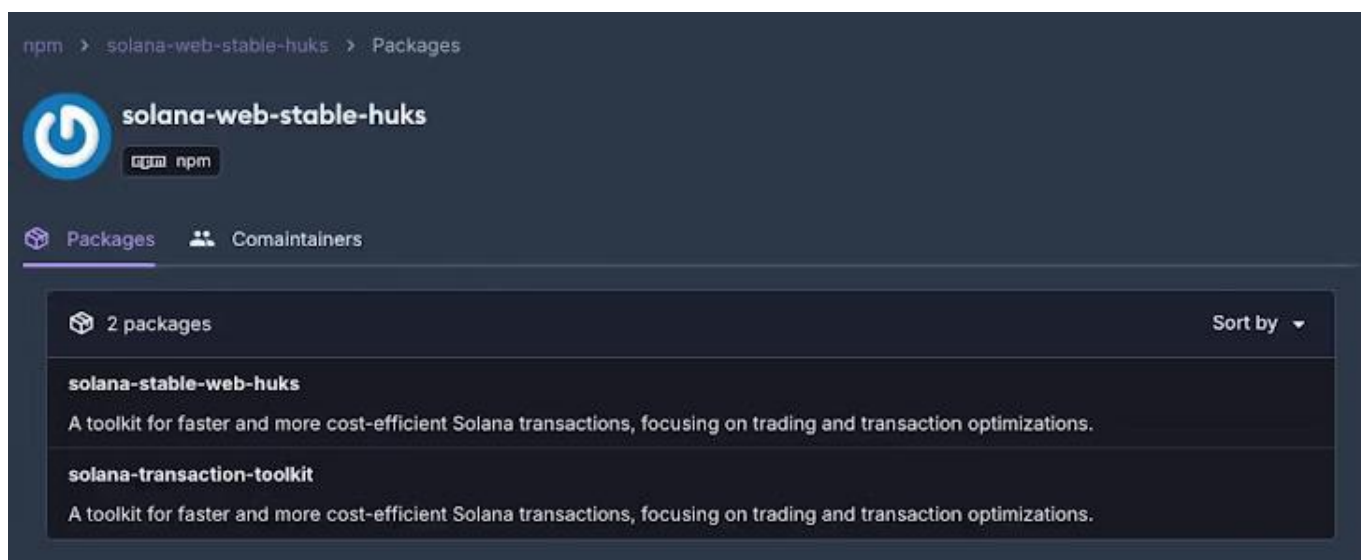 npm > solana-web-stable-huks > Packages
solana-web-stable-huks
npm npm
Packages Comaintainers
2 packages Sort by
solana-stable-web-huks
A toolkit for faster and more cost-efficient Solana transactions, focusing on trading and transaction optimizations.
solana-transaction-toolkit
A toolkit for faster and more cost-efficient Solana transactions, focusing on trading and transaction optimizations.